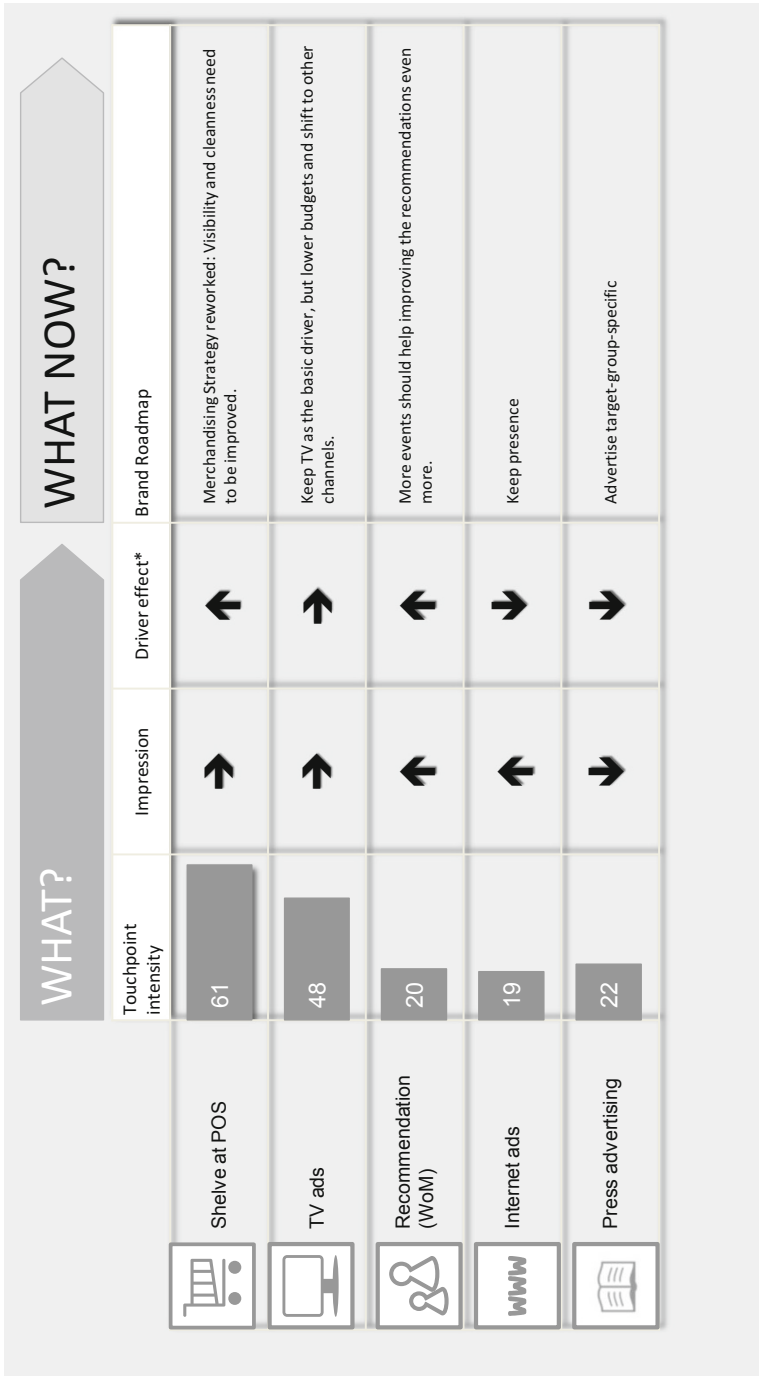 WHAT?
WHAT NOW?
Touchpoint
intensity
Impression
Driver effect*
Brand Roadmap
Shelve at POS
61
Merchandising Strategy reworked: Visibility and cleanness need
to be improved.
TV ads
48
Keep TV as the basic driver, but lower budgets and shift to other
channels.
Recommendation
(WoM)
20
More events should help improving the recommendations even
more.
www
Internet ads
19
Keep presence
Press advertising
22
Advertise target-group-specific